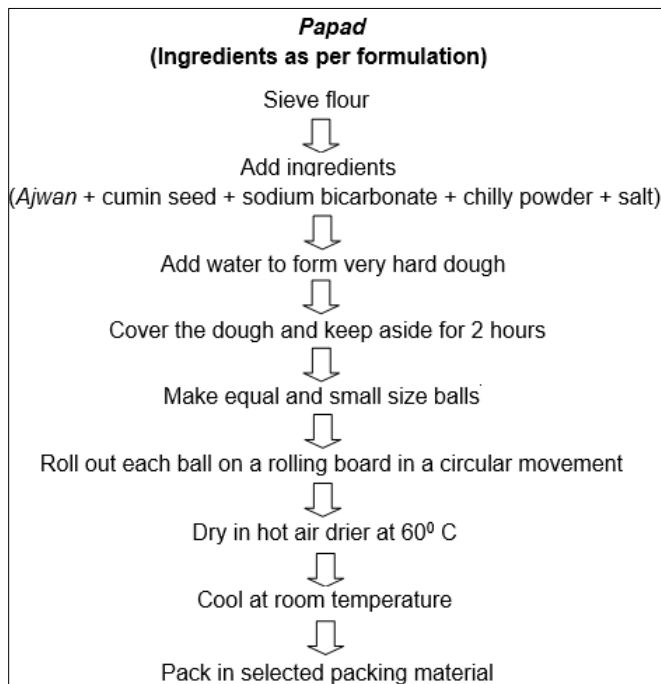 Papad
(Ingredients as per formulation)
Sieve flour
Add ingredients
(Ajwan + cumin seed + sodium bicarbonate + chilly powder + salt)
Add water to form very hard dough
Cover the dough and keep aside for 2 hours
Make equal and small size balls
Roll out each ball on a rolling board in a circular movement
Dry in hot air drier at 60⁰ C
Cool at room temperature
Pack in selected packing material